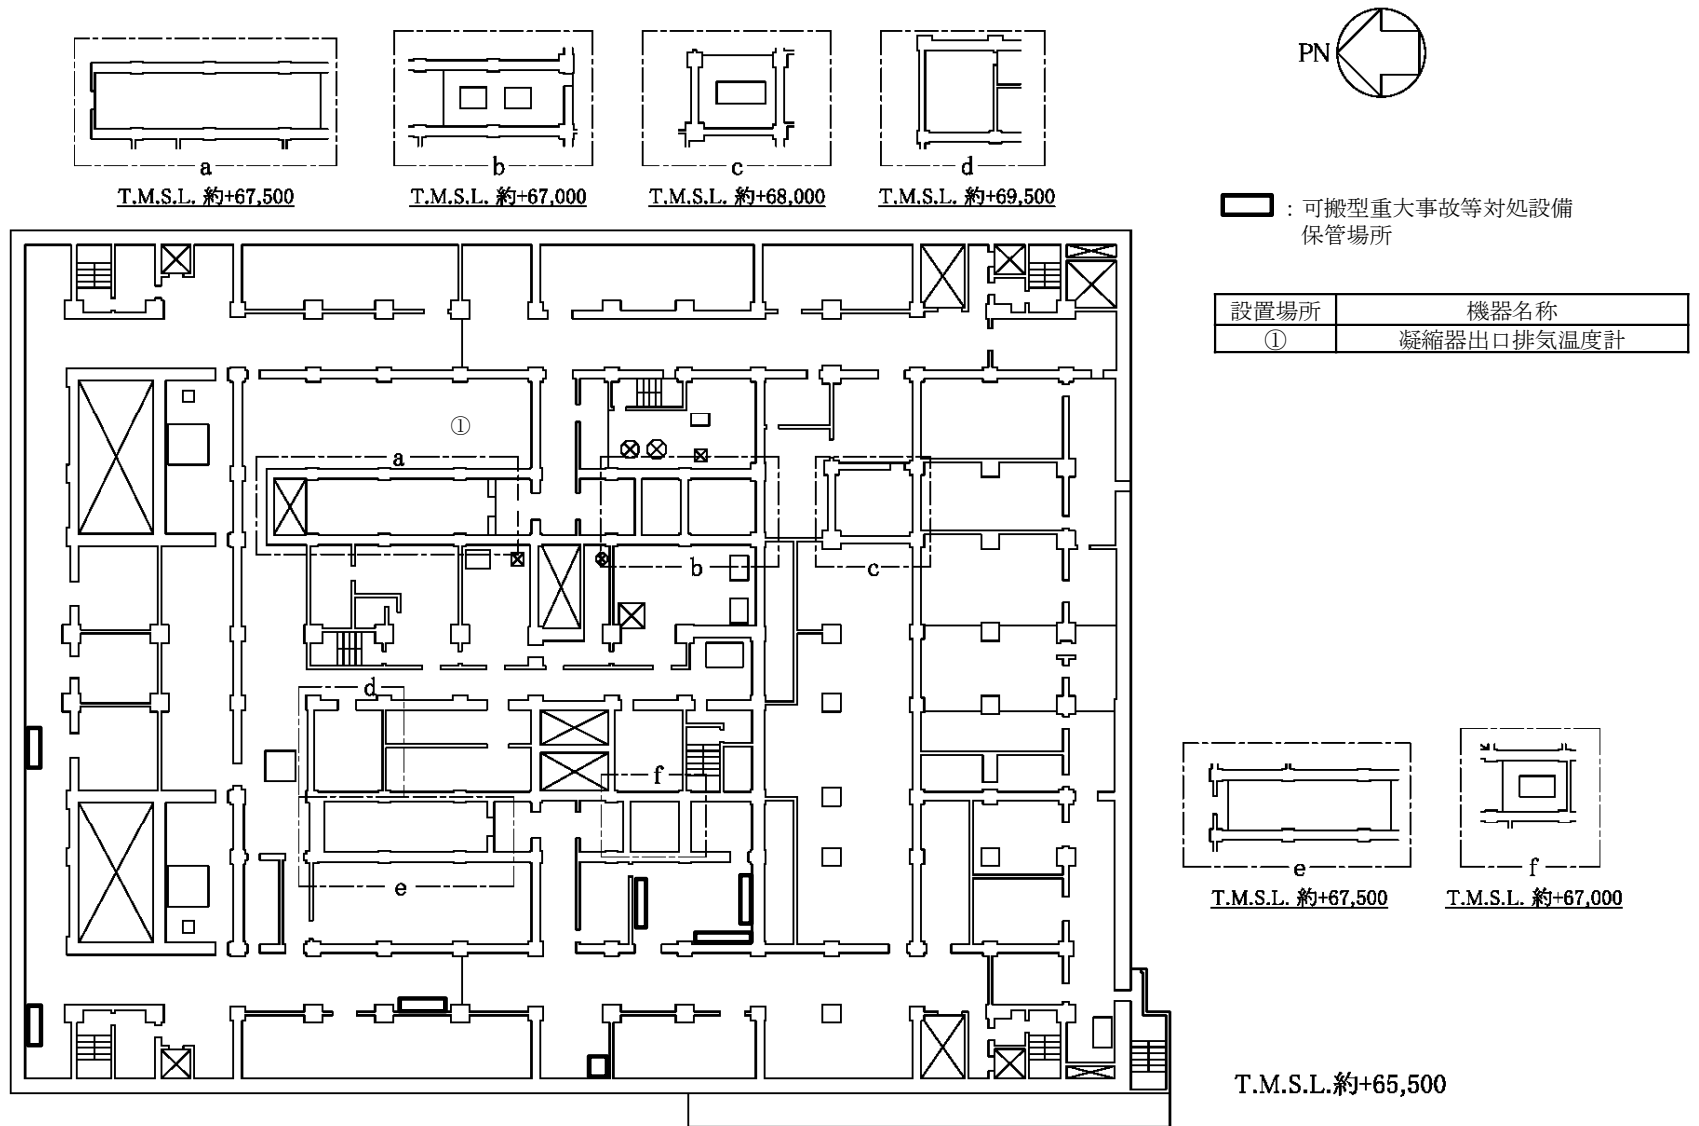 PN
a
T.M.S.L. 約+67,500
b
T.M.S.L. 約+67,000
c
T.M.S.L. 約+68,000
d
T.M.S.L. 約+69,500
：可搬型重大事故等対処設備
保管場所
設置場所 機器名称
① 凝縮器出口排気温度計
①
a
b
c
d
e
f
e
T.M.S.L. 約+67,500
f
T.M.S.L. 約+67,000
T.M.S.L.約+65,500